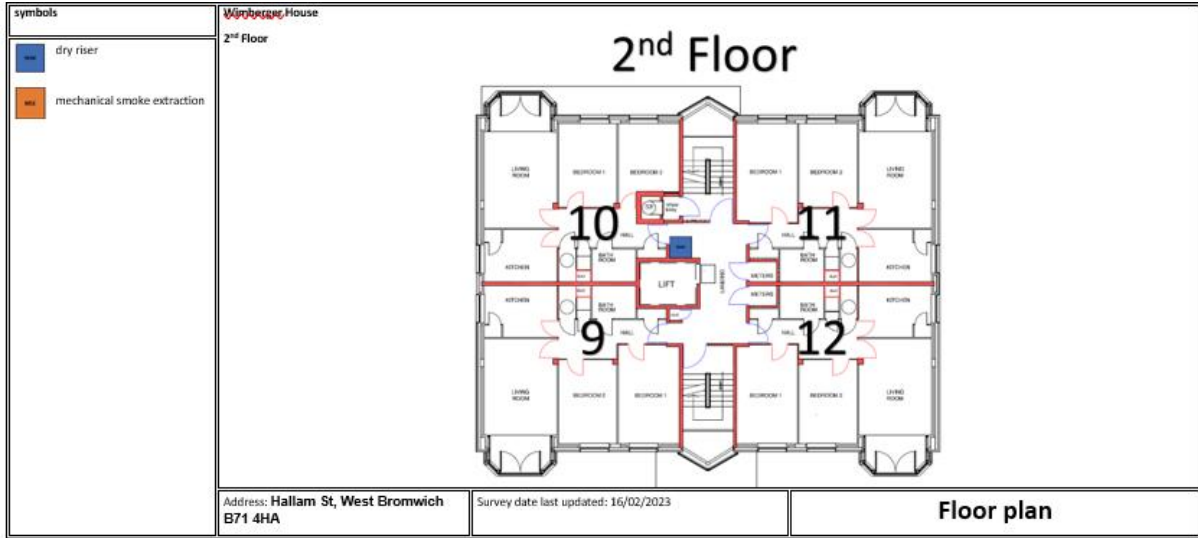 symbols
dry riser
mechanical smoke extraction
Wimberger House
2nd Floor
2nd Floor
LIVING ROOM
BEDROOM 1
BEDROOM 2
BEDROOM 1
BEDROOM 2
LIVING ROOM
10
HALL
11
HALL
KITCHEN
BATH ROOM
BATH ROOM
KITCHEN
LIFT
LANDING
METERS
METERS
KITCHEN
BATH ROOM
BATH ROOM
KITCHEN
9
HALL
12
HALL
LIVING ROOM
BEDROOM 2
BEDROOM 1
BEDROOM 1
BEDROOM 2
LIVING ROOM
Address: Hallam St, West Bromwich
B71 4HA
Survey date last updated: 16/02/2023
Floor plan